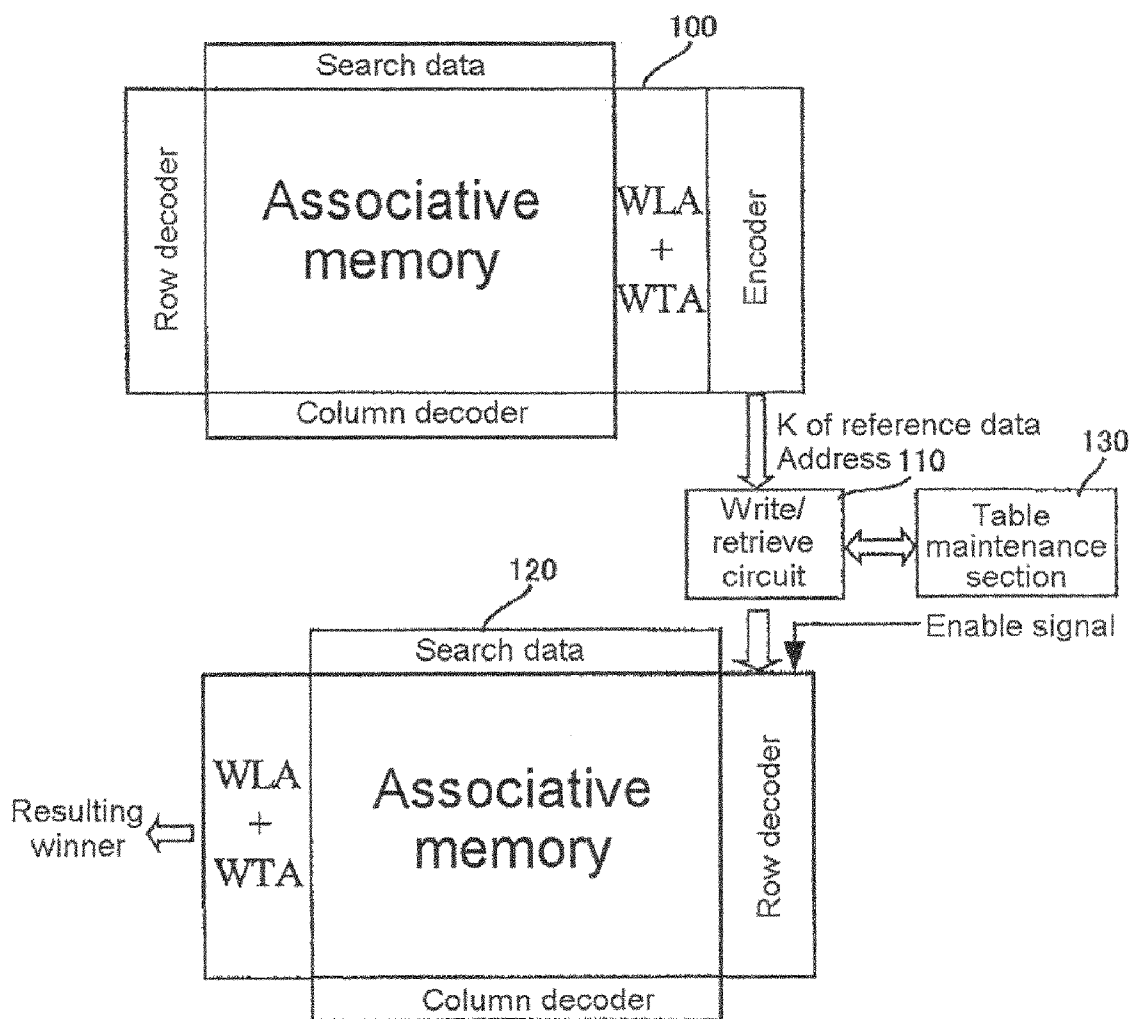 100
Search data
Row decoder
Associative
memory
WLA
+
WTA
Encoder
Column decoder
K of reference data
Address 110
130
Write/
retrieve
circuit
Table
maintenance
section
120
Enable signal
Search data
WLA
+
WTA
Associative
memory
Row decoder
Resulting
winner
Column decoder